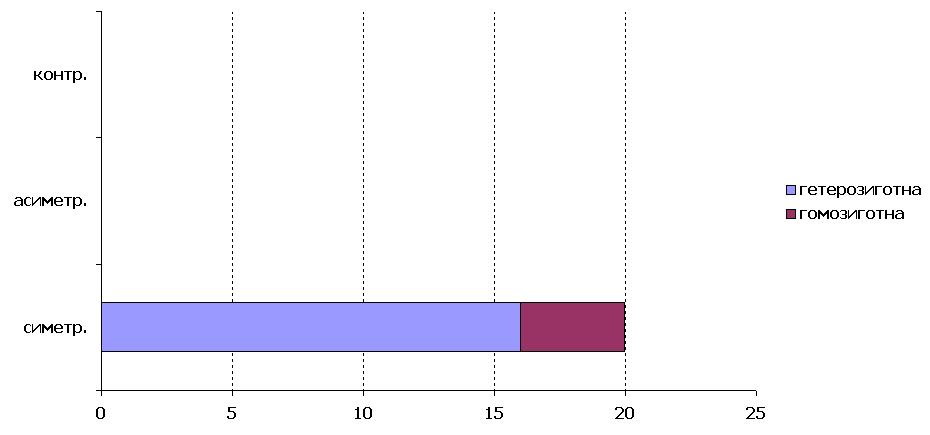 контр.
асиметр.
симетр.
0 5 10 15 20 25
гетерозиготна
гомозиготна